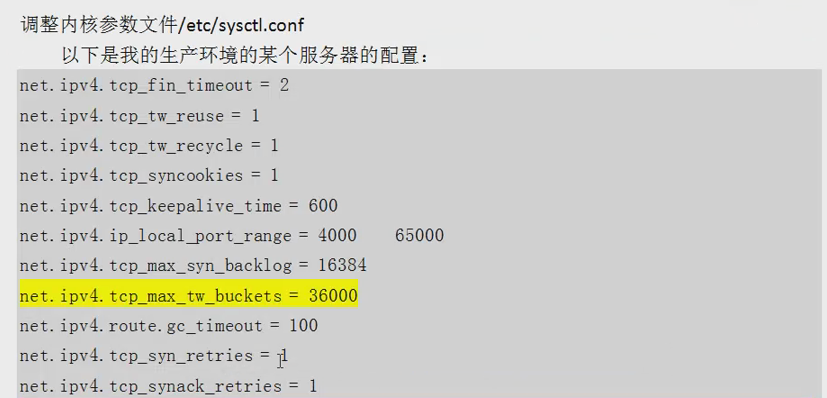 调整内核参数文件/etc/sysctl.conf
以下是我的生产环境的某个服务器的配置：
net.ipv4.tcp_fin_timeout = 2
net.ipv4.tcp_tw_reuse = 1
net.ipv4.tcp_tw_recycle = 1
net.ipv4.tcp_syncookies = 1
net.ipv4.tcp_keepalive_time = 600
net.ipv4.ip_local_port_range = 4000    65000
net.ipv4.tcp_max_syn_backlog = 16384
net.ipv4.tcp_max_tw_buckets = 36000
net.ipv4.route.gc_timeout = 100
net.ipv4.tcp_syn_retries = 1
net.ipv4.tcp_synack_retries = 1